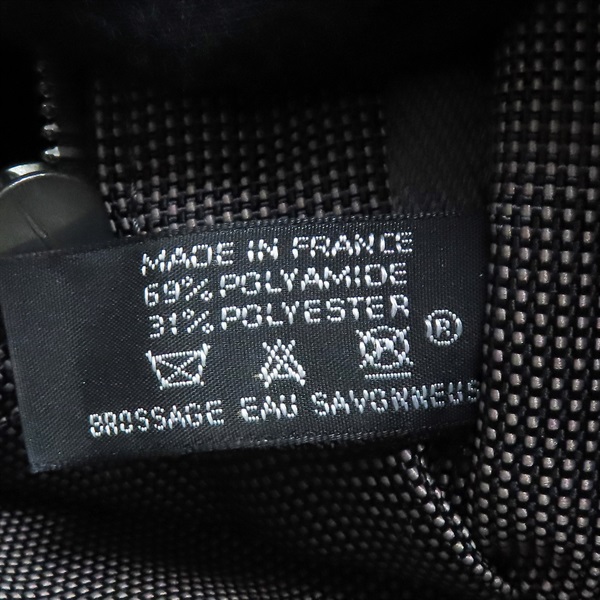 MADE IN FRANCE
69% POLYAMIDE
31% POLYESTER
P ®
BROSSAGE EAU SAVONNEUS